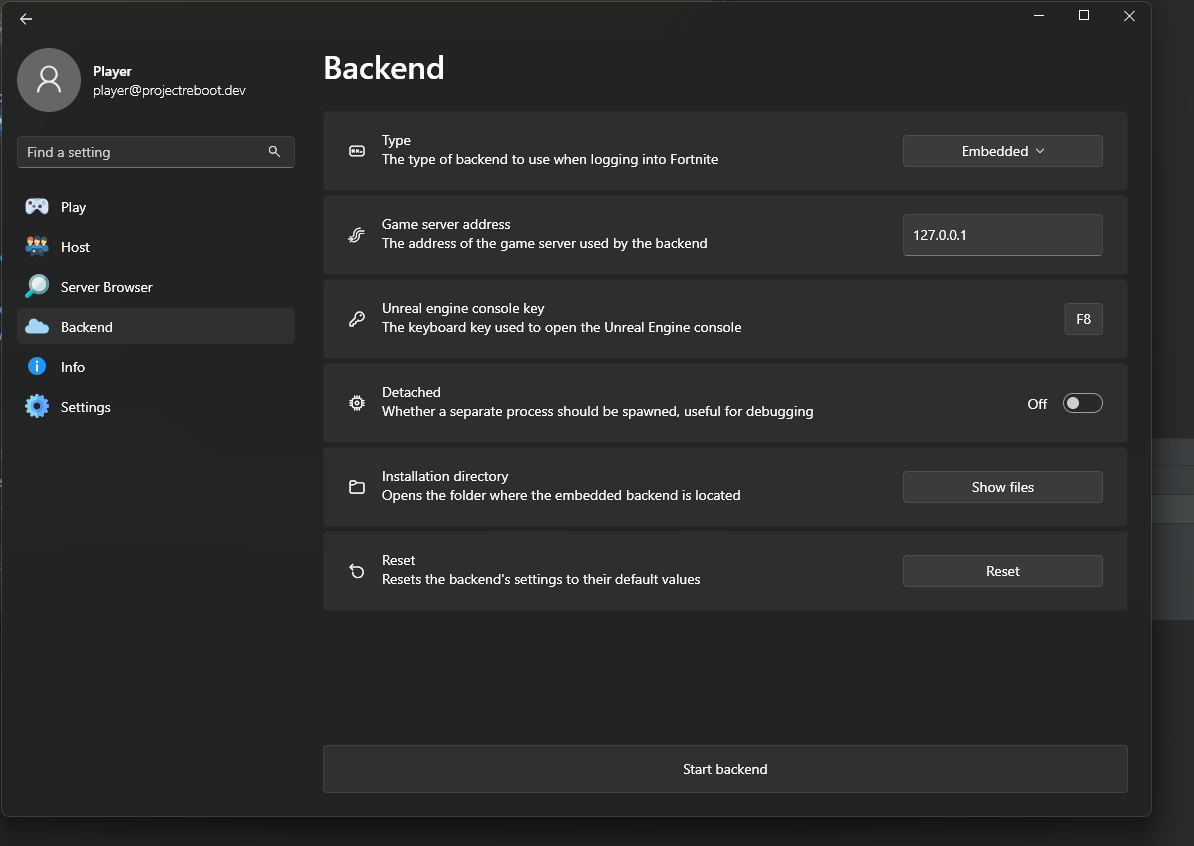 Player
player@projectreboot.dev
Find a setting
Play
Host
Server Browser
Backend
Info
Settings
Backend
Type
The type of backend to use when logging into Fortnite
Embedded
Game server address
The address of the game server used by the backend
127.0.0.1
Unreal engine console key
The keyboard key used to open the Unreal Engine console
F8
Detached
Whether a separate process should be spawned, useful for debugging
Off
Installation directory
Opens the folder where the embedded backend is located
Show files
Reset
Resets the backend's settings to their default values
Reset
Start backend